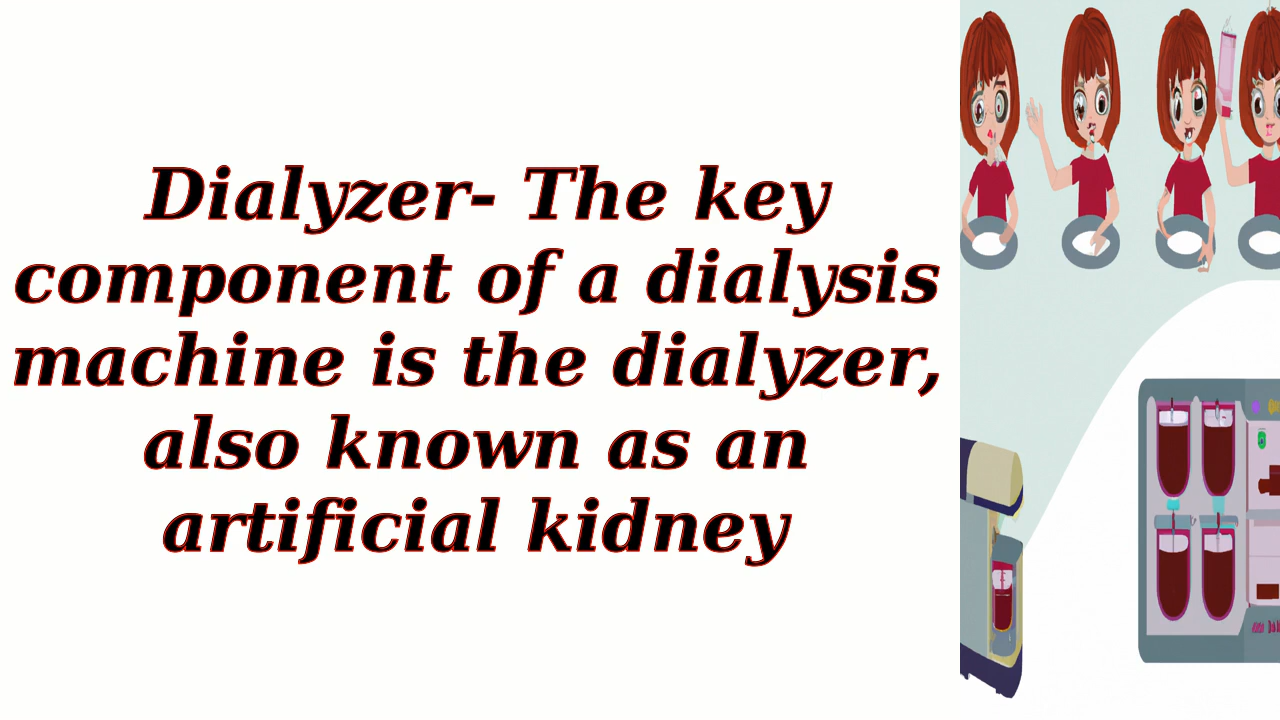 Dialyzer- The key
component of a dialysis
machine is the dialyzer,
also known as an
artificial kidney